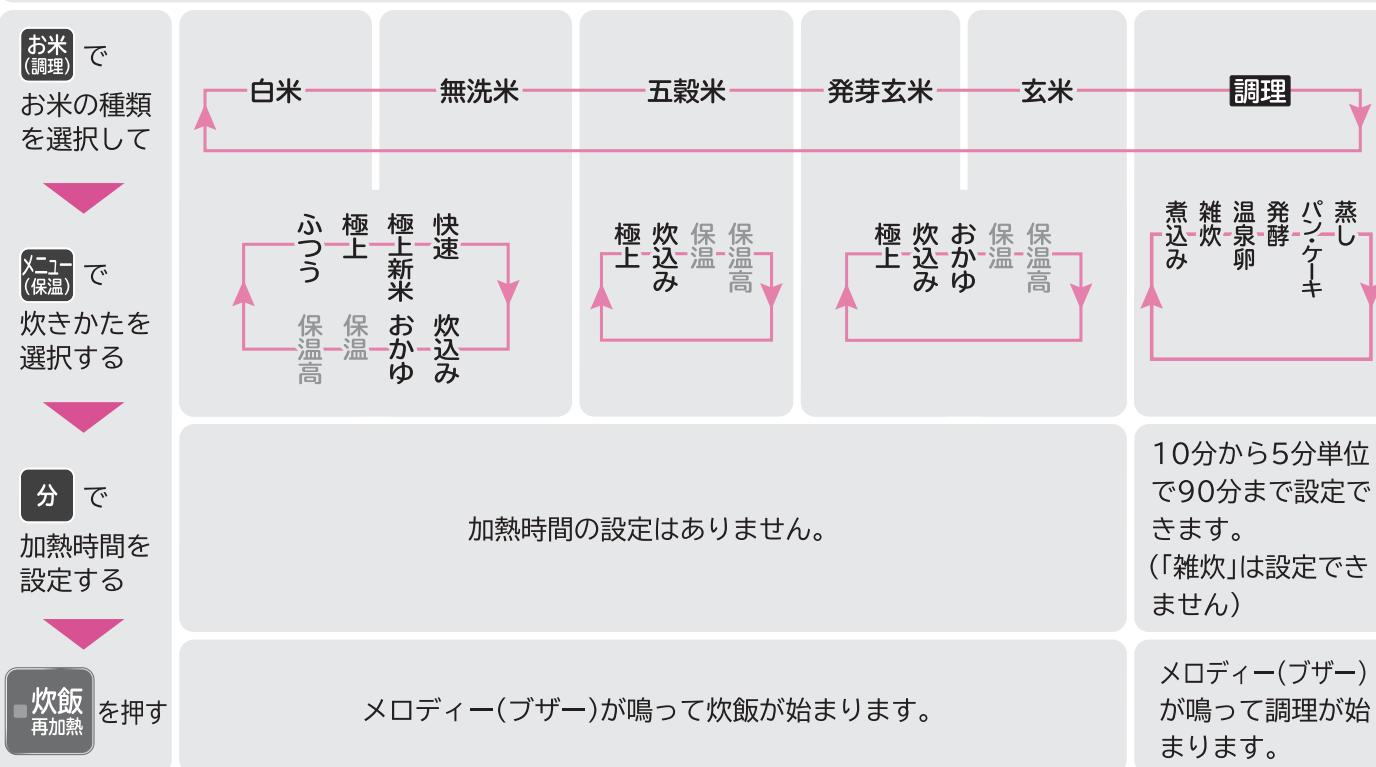 お米
(調理)
で
お米の種類
を選択して
白米
無洗米
五穀米
発芽玄米
玄米
調理
メニュー
(保温)
で
炊きかたを
選択する
ふつう
極上
極上新米
快速
炊込み
おかゆ
保温
保温高
極上
炊込み
保温
保温高
極上
炊込み
おかゆ
保温
保温高
煮込み
雑炊
温泉卵
発酵
パン・ケーキ
蒸し
分
で
加熱時間を
設定する
加熱時間の設定はありません。
10分から5分単位
で90分まで設定で
きます。
(「雑炊」は設定でき
ません)
炊飯
再加熱
を押す
メロディー(ブザー)が鳴って炊飯が始まります。
メロディー(ブザー)
が鳴って調理が始
まります。